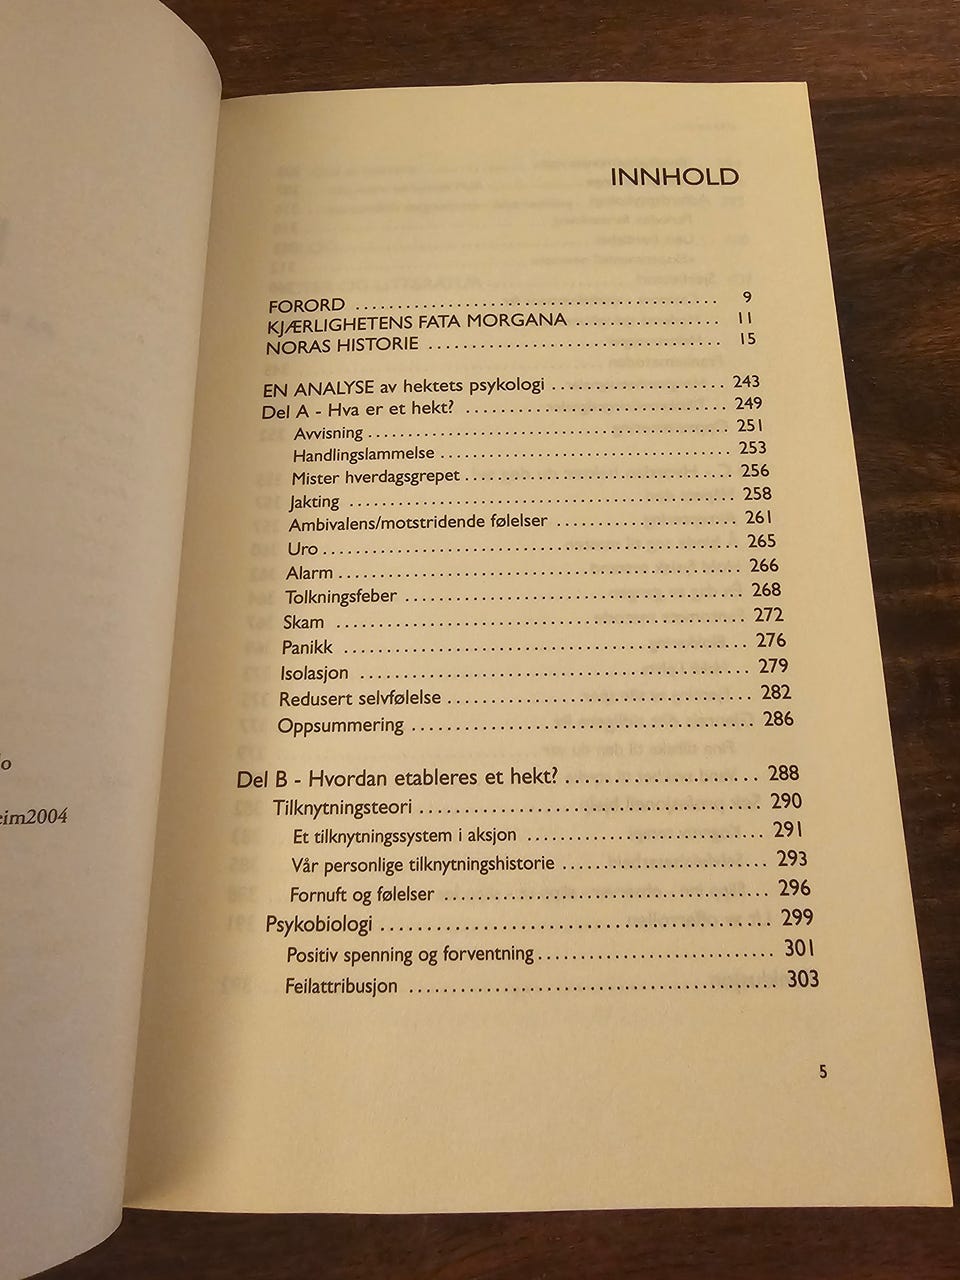 INNHOLD
FORORD ........................................ 9
KJÆRLIGHETENS FATA MORGANA ................ 11
NORAS HISTORIE ................................ 15
EN ANALYSE av hektets psykologi ................... 243
Del A - Hva er et hekt? ............................. 249
Avvisning ........................................ 251
Handlingslammelse ................................ 253
Mister hverdagsgrepet ............................. 256
Jakting .......................................... 258
Ambivalens/motstridende følelser .................... 261
Uro ............................................. 265
Alarm ........................................... 266
Tolkningsfeber .................................... 268
Skam ............................................ 272
Panikk ........................................... 276
Isolasjon ......................................... 279
Redusert selvfølelse ............................... 282
Oppsummering ................................... 286
Del B - Hvordan etableres et hekt? ................... 288
Tilknytningsteori ................................... 290
Et tilknytningssystem i aksjon ........................ 291
Vår personlige tilknytningshistorie .................... 293
Fornuft og følelser ................................. 296
Psykobiologi ....................................... 299
Positiv spenning og forventning ........................ 301
Feilattribusjon ..................................... 303
5
eim2004